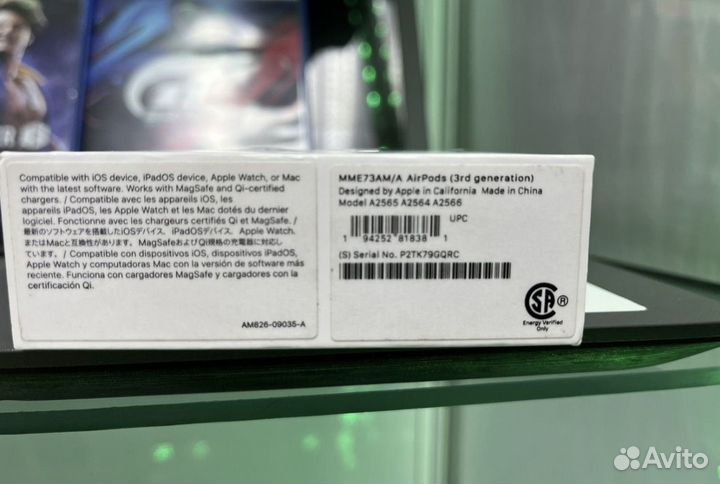 Compatible with iOS device, iPadOS device, Apple Watch, or Mac
with the latest software. Works with MagSafe and Qi-certified
chargers. / Compatible avec les appareils iOS, les
appareils iPadOS, les Apple Watch et les Mac dotés du dernier
logiciel. Fonctionne avec les chargeurs certifiés Qi et MagSafe. /
最新のソフトウェアを搭載したiOSデバイス、iPadOSデバイス、Apple Watch、
またはMacと互換性があります。MagSafeおよびQi規格の充電器に対応し
ています。 / Compatible con dispositivos iOS, dispositivos iPadOS,
Apple Watch y computadoras Mac con la versión de software más
reciente. Funciona con cargadores MagSafe y cargadores con la
certificación Qi.
AM826-09035-A
MME73AM/A AirPods (3rd generation)
Designed by Apple in California Made in China
Model A2565 A2564 A2566
UPC
1 94252 81838 1
(S) Serial No. P2TK79GQRC
SA
®
Energy Verified
Only
Avito